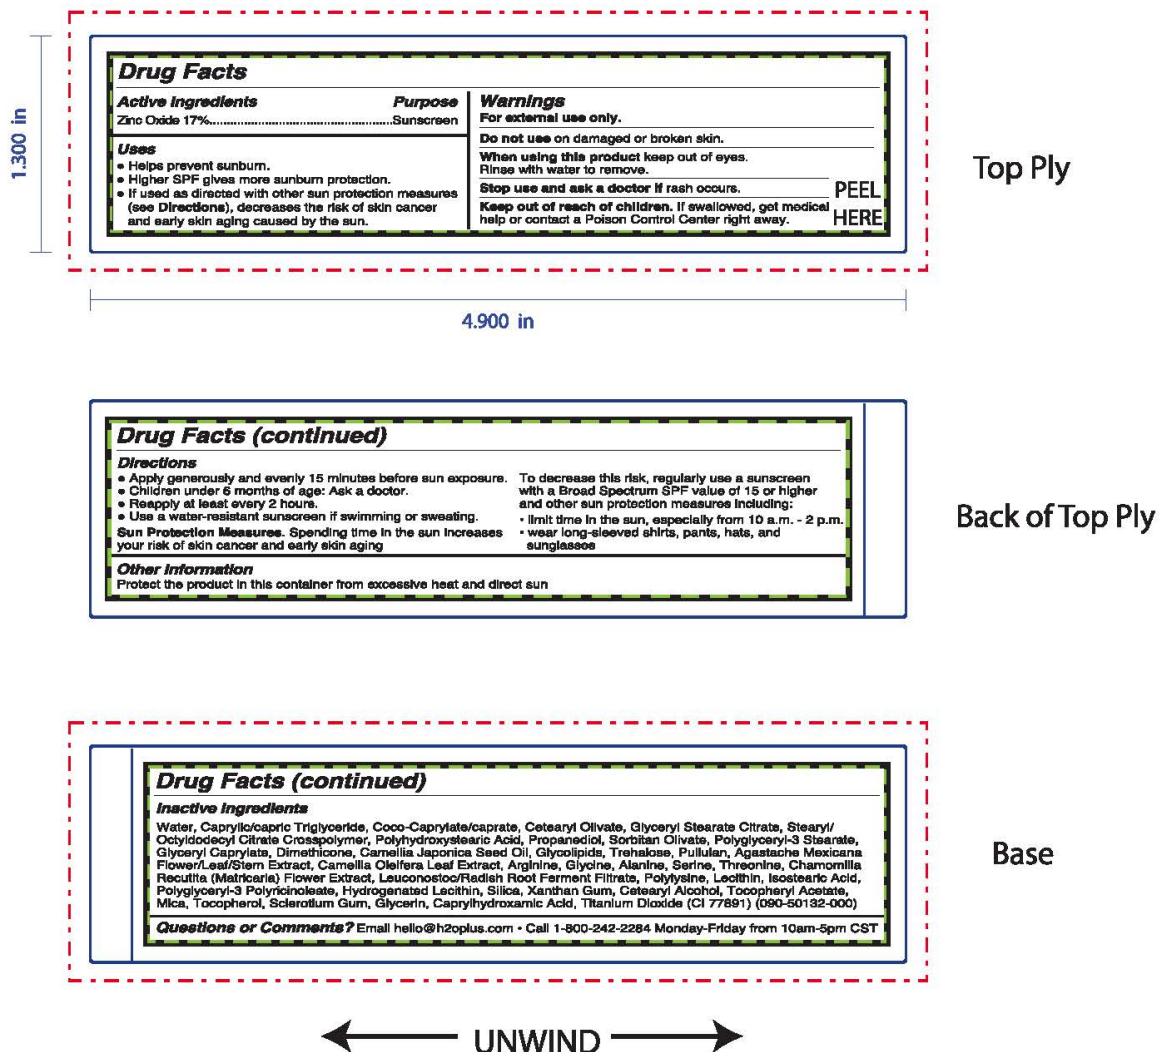 Drug Facts
Active Ingredients Purpose
Zinc Oxide 17%.......................................................Sunscreen
Uses
• Helps prevent sunburn.
• Higher SPF gives more sunburn protection.
• If used as directed with other sun protection measures
(see Directions), decreases the risk of skin cancer
and early skin aging caused by the sun.
Warnings
For external use only.
Do not use on damaged or broken skin.
When using this product keep out of eyes.
Rinse with water to remove.
Stop use and ask a doctor if rash occurs.
Keep out of reach of children. If swallowed, get medical
help or contact a Poison Control Center right away.
PEEL
HERE
1.300 in
4.900 in
Top Ply
Drug Facts (continued)
Directions
• Apply generously and evenly 15 minutes before sun exposure.
• Children under 6 months of age: Ask a doctor.
• Reapply at least every 2 hours.
• Use a water-resistant sunscreen if swimming or sweating.
Sun Protection Measures. Spending time in the sun increases
your risk of skin cancer and early skin aging
To decrease this risk, regularly use a sunscreen
with a Broad Spectrum SPF value of 15 or higher
and other sun protection measures including:
• limit time in the sun, especially from 10 a.m. - 2 p.m.
• wear long-sleeved shirts, pants, hats, and
sunglasses
Other Information
Protect the product in this container from excessive heat and direct sun
Back of Top Ply
Drug Facts (continued)
Inactive Ingredients
Water, Caprylic/capric Triglyceride, Coco-Caprylate/caprate, Cetearyl Olivate, Glyceryl Stearate Citrate, Stearyl/
Octyldodecyl Citrate Crosspolymer, Polyhydroxystearic Acid, Propanediol, Sorbitan Olivate, Polyglyceryl-3 Stearate,
Glyceryl Caprylate, Dimethicone, Camellia Japonica Seed Oil, Glycolipids, Trehalose, Pullulan, Agastache Mexicana
Flower/Leaf/Stem Extract, Camellia Oleifera Leaf Extract, Arginine, Glycine, Alanine, Serine, Threonine, Chamomilla
Recutita (Matricaria) Flower Extract, Leuconostoc/Radish Root Ferment Filtrate, Polylysine, Lecithin, Isostearic Acid,
Polyglyceryl-3 Polyricinoleate, Hydrogenated Lecithin, Silica, Xanthan Gum, Cetearyl Alcohol, Tocopheryl Acetate,
Mica, Tocopherol, Sclerotium Gum, Glycerin, Caprylhydroxamic Acid, Titanium Dioxide (CI 77891) (090-50132-000)
Questions or Comments? Email hello@h2oplus.com • Call 1-800-242-2284 Monday-Friday from 10am-5pm CST
Base
UNWIND